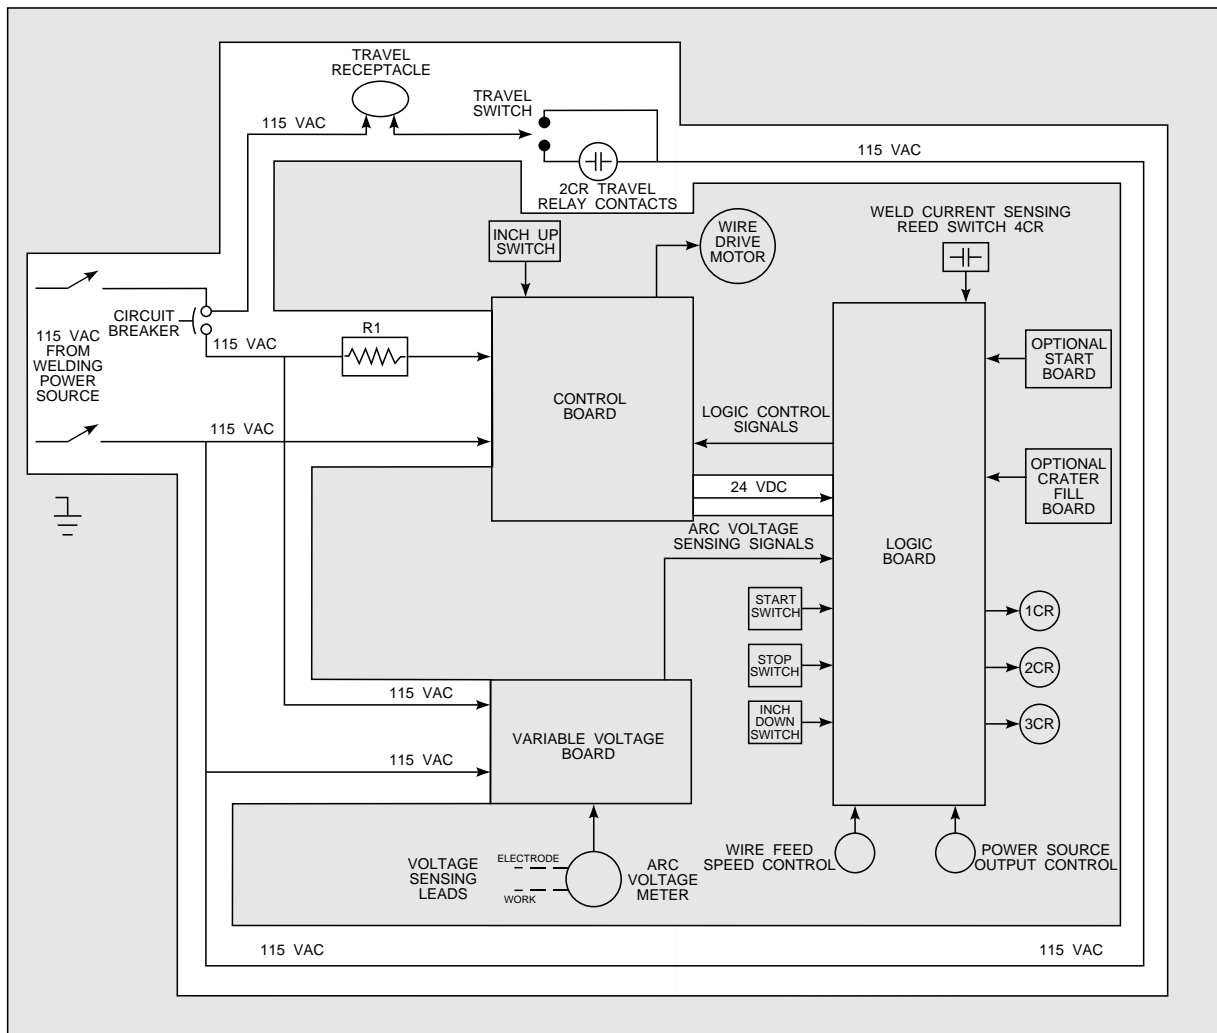 TRAVEL
RECEPTACLE
TRAVEL
SWITCH
115 VAC
115 VAC
2CR TRAVEL
RELAY CONTACTS
INCH UP
SWITCH
WIRE
DRIVE
MOTOR
WELD CURRENT SENSING
REED SWITCH 4CR
CIRCUIT
BREAKER
115 VAC
FROM
WELDING
POWER
SOURCE
115 VAC
R1
OPTIONAL
START
BOARD
CONTROL
BOARD
LOGIC CONTROL
SIGNALS
115 VAC
OPTIONAL
CRATER
FILL
BOARD
24 VDC
ARC VOLTAGE
SENSING SIGNALS
LOGIC
BOARD
START
SWITCH
1CR
STOP
SWITCH
2CR
INCH
DOWN
SWITCH
3CR
115 VAC
VARIABLE VOLTAGE
BOARD
115 VAC
VOLTAGE
SENSING
LEADS
ELECTRODE
WORK
ARC
VOLTAGE
METER
WIRE FEED
SPEED CONTROL
POWER SOURCE
OUTPUT CONTROL
115 VAC
115 VAC